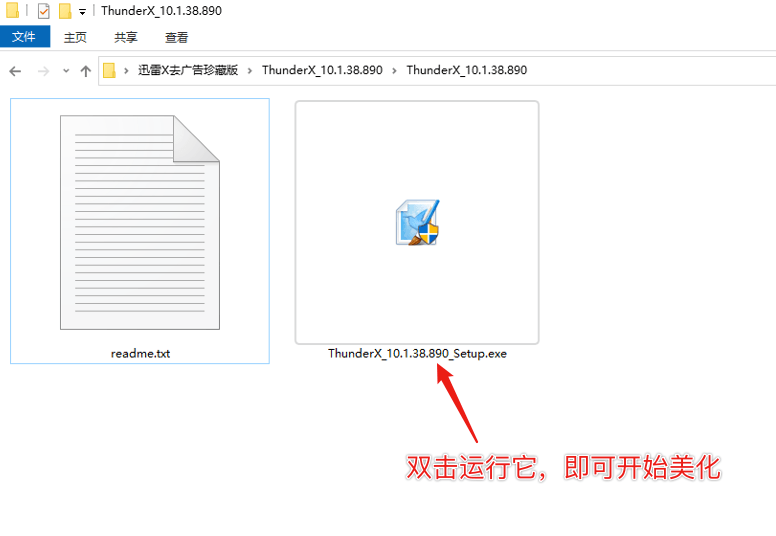 ThunderX_10.1.38.890
文件 主页 共享 查看
迅雷X去广告珍藏版 ThunderX_10.1.38.890 ThunderX_10.1.38.890
readme.txt ThunderX_10.1.38.890_Setup.exe
双击运行它，即可开始美化